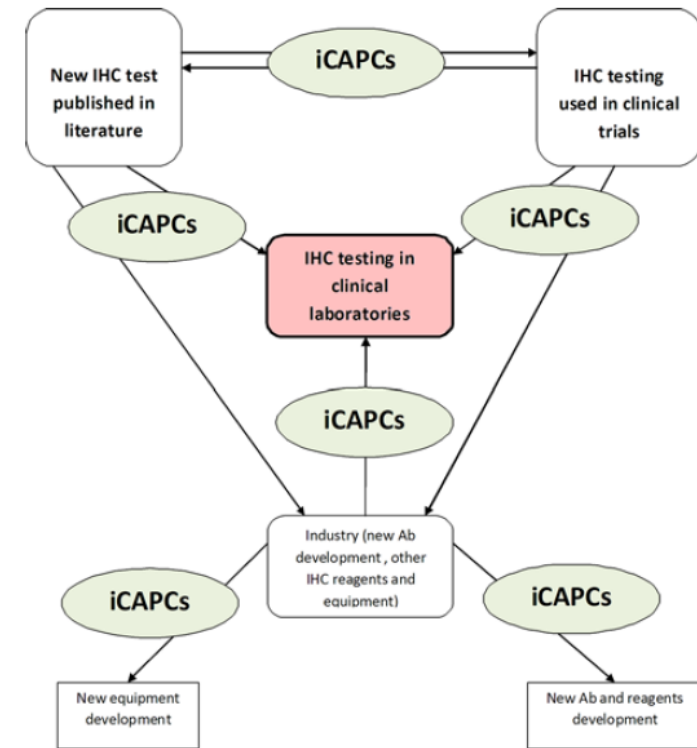 iCAPCs
New IHC test
published in
literature
IHC testing
used in clinical
trials
iCAPCs
iCAPCs
IHC testing in
clinical
laboratories
iCAPCs
Industry (new Ab
development , other
IHC reagents and
equipment)
iCAPCs
iCAPCs
New equipment
development
New Ab and reagents
development